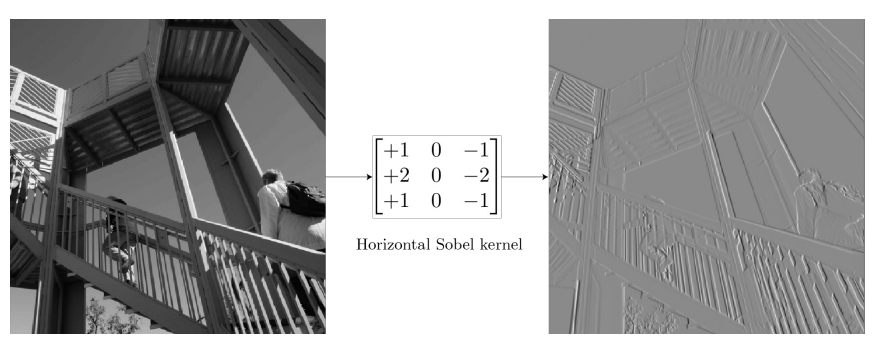 +1 0 −1
+2 0 −2
+1 0 −1
Horizontal Sobel kernel